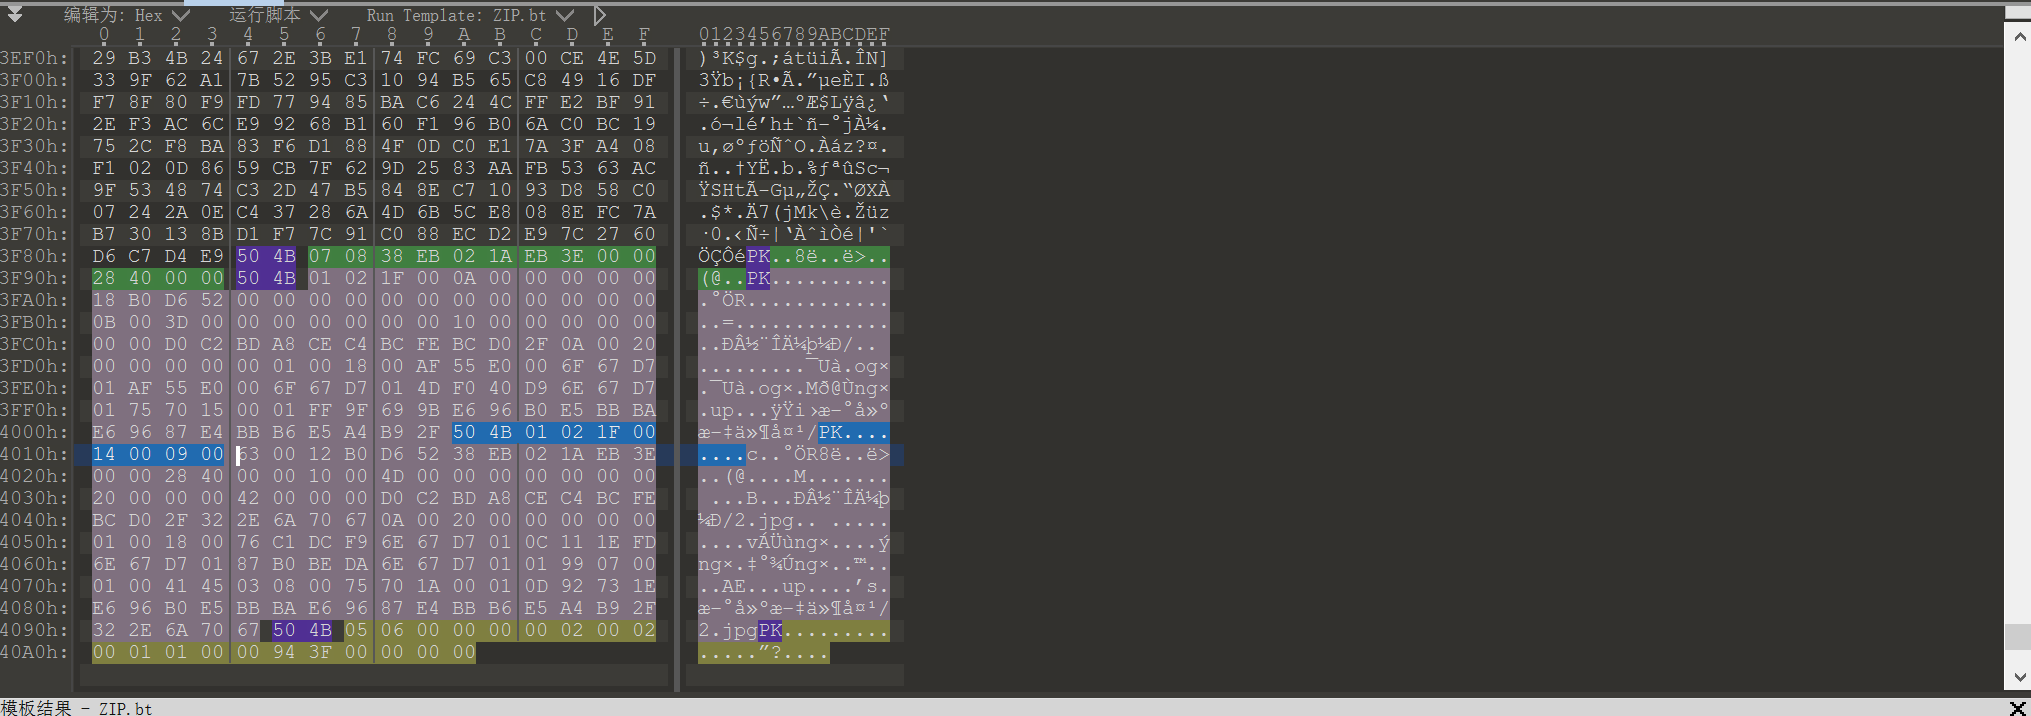 编辑为: Hex 运行脚本 Run Template: ZIP.bt
0 1 2 3 4 5 6 7 8 9 A B C D E F 0123456789ABCDEF
3EF0h: 29 B3 4B 24 67 2E 3B E1 74 FC 69 C3 00 CE 4E 5D )³K$g.;átüiÃ.ÎN]
3F00h: 33 9F 62 A1 7B 52 95 C3 10 94 B5 65 C8 49 16 DF 3Ÿb¡{R•Ã.”µeÈI.ß
3F10h: F7 8F 80 F9 FD 77 94 85 BA C6 24 4C FF E2 BF 91 ÷.€ùýw”…ºÆ$Lÿâ¿‘
3F20h: 2E F3 AC 6C E9 92 68 B1 60 F1 96 B0 6A C0 BC 19 .ó¬lé’h±`ñ–°jÀ¼.
3F30h: 75 2C F8 BA 83 F6 D1 88 4F 0D C0 E1 7A 3F A4 08 u,øºƒöÑˆO.Àáz?¤.
3F40h: F1 02 0D 86 59 CB 7F 62 9D 25 83 AA FB 53 63 AC ñ..†YË.b.%ƒªûSc¬
3F50h: 9F 53 48 74 C3 2D 47 B5 84 8E C7 10 93 D8 58 C0 ŸSHtÃ-Gµ„ŽÇ.“ØXÀ
3F60h: 07 24 2A 0E C4 37 28 6A 4D 6B 5C E8 08 8E FC 7A .$*.Ä7(jMk\è.Žüz
3F70h: B7 30 13 8B D1 F7 7C 91 C0 88 EC D2 E9 7C 27 60 ·0.‹Ñ÷|‘ÀˆìÒé|'`
3F80h: D6 C7 D4 E9 50 4B 07 08 38 EB 02 1A EB 3E 00 00 ÖÇÔéPK..8ë..ë>..
3F90h: 28 40 00 00 50 4B 01 02 1F 00 0A 00 00 00 00 00 (@..PK..........
3FA0h: 18 B0 D6 52 00 00 00 00 00 00 00 00 00 00 00 00 .°ÖR............
3FB0h: 0B 00 3D 00 00 00 00 00 00 00 10 00 00 00 00 00 ..=.............
3FC0h: 00 00 D0 C2 BD A8 CE C4 BC FE BC D0 2F 0A 00 20 ..ÐÂ½¨ÎÄ¼þ¼Ð/.. 
3FD0h: 00 00 00 00 00 01 00 18 00 AF 55 E0 00 6F 67 D7 .........¯Uà.og×
3FE0h: 01 AF 55 E0 00 6F 67 D7 01 4D F0 40 D9 6E 67 D7 .¯Uà.og×.Mð@Ùng×
3FF0h: 01 75 70 15 00 01 FF 9F 69 9B E6 96 B0 E5 BB BA .up...ÿŸi›æ–°å»º
4000h: E6 96 87 E4 BB B6 E5 A4 B9 2F 50 4B 01 02 1F 00 æ–‡ä»¶å¤¹/PK....
4010h: 14 00 09 00 63 00 12 B0 D6 52 38 EB 02 1A EB 3E ....c..°ÖR8ë..ë>
4020h: 00 00 28 40 00 00 10 00 4D 00 00 00 00 00 00 00 ..(@....M.......
4030h: 20 00 00 00 42 00 00 00 D0 C2 BD A8 CE C4 BC FE ...B...ÐÂ½¨ÎÄ¼þ
4040h: BC D0 2F 32 2E 6A 70 67 0A 00 20 00 00 00 00 00 ¼Ð/2.jpg.. .....
4050h: 01 00 18 00 76 C1 DC F9 6E 67 D7 01 0C 11 1E FD ....vÁÜùng×....ý
4060h: 6E 67 D7 01 87 B0 BE DA 6E 67 D7 01 01 99 07 00 ng×.‡°¾Úng×..™..
4070h: 01 00 41 45 03 08 00 75 70 1A 00 01 0D 92 73 1E ..AE...up....’s.
4080h: E6 96 B0 E5 BB BA E6 96 87 E4 BB B6 E5 A4 B9 2F æ–°å»ºæ–‡ä»¶å¤¹/
4090h: 32 2E 6A 70 67 50 4B 05 06 00 00 00 00 02 00 02 2.jpgPK.........
40A0h: 00 01 01 00 00 94 3F 00 00 00 00 .....”?....
模板结果 - ZIP.bt